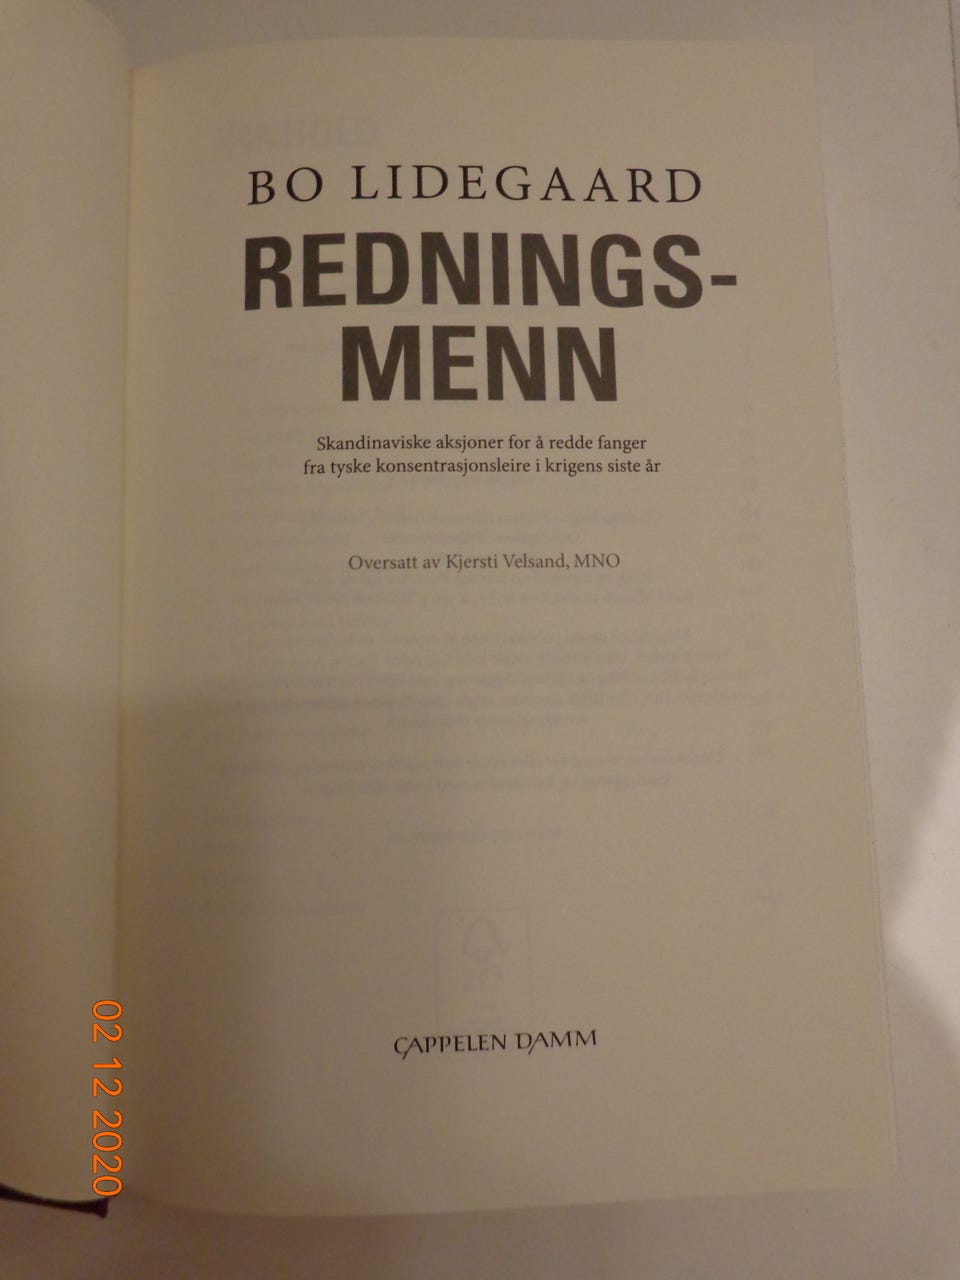 BO LIDEGAARD
REDNINGS-
MENN
Skandinaviske aksjoner for å redde fanger
fra tyske konsentrasjonsleire i krigens siste år
Oversatt av Kjersti Velsand, MNO
CAPPELEN DAMM
02 12 2020